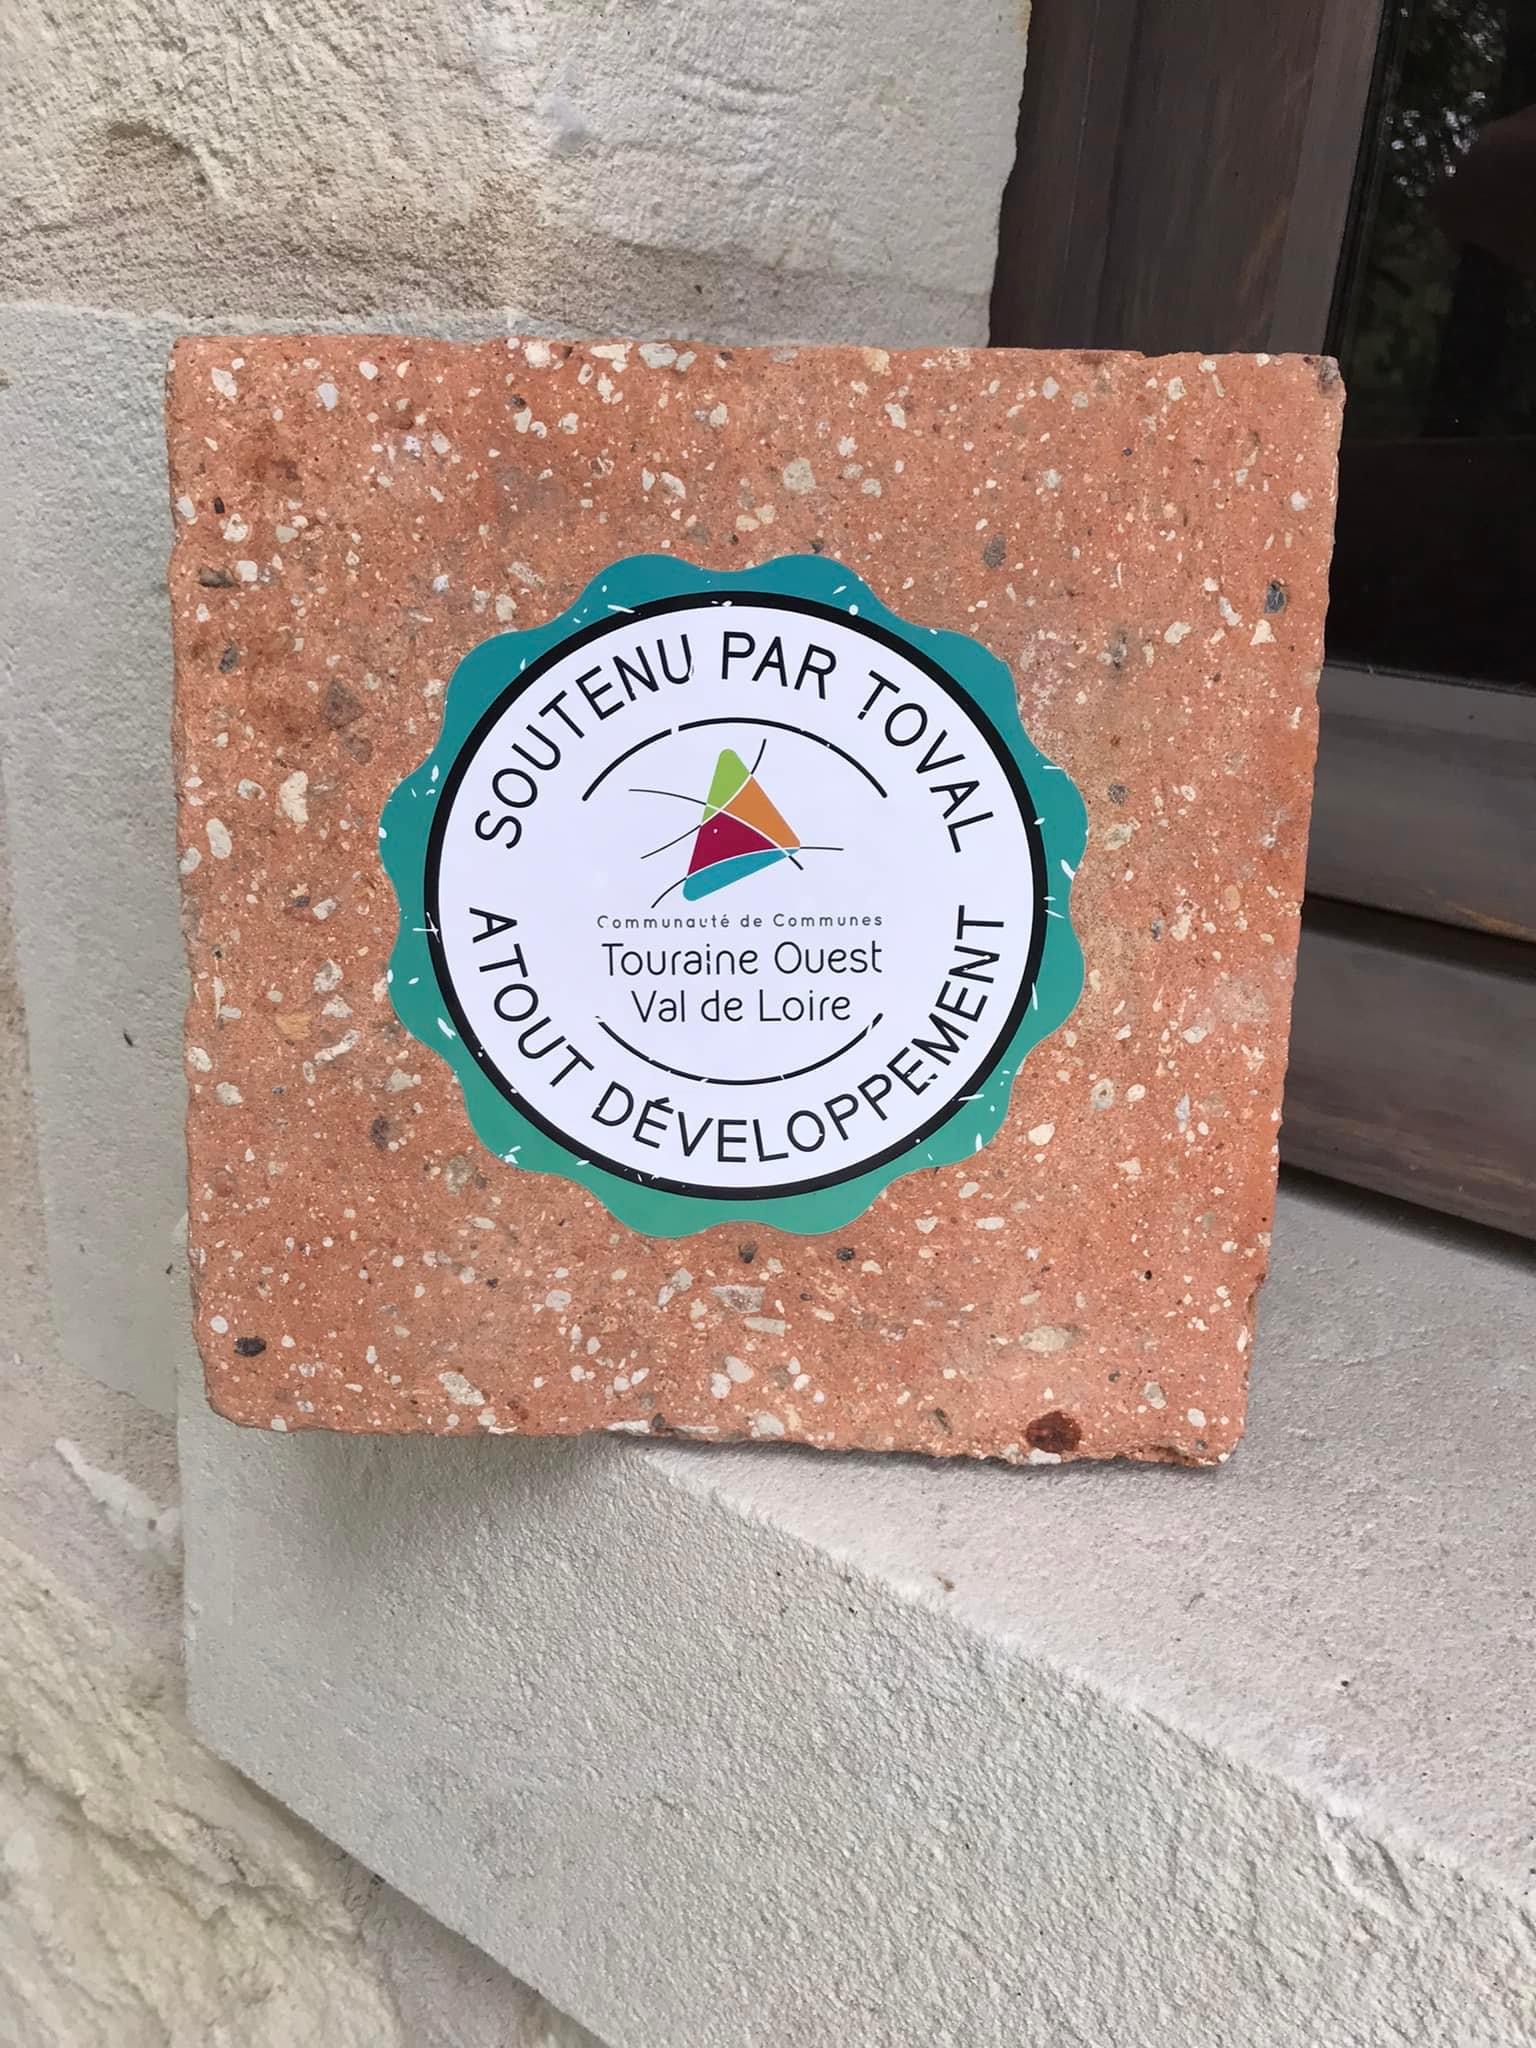 SOUTENU PAR TOVAL
Communauté de Communes
Touraine Ouest
Val de Loire
ATOUT DÉVELOPPEMENT